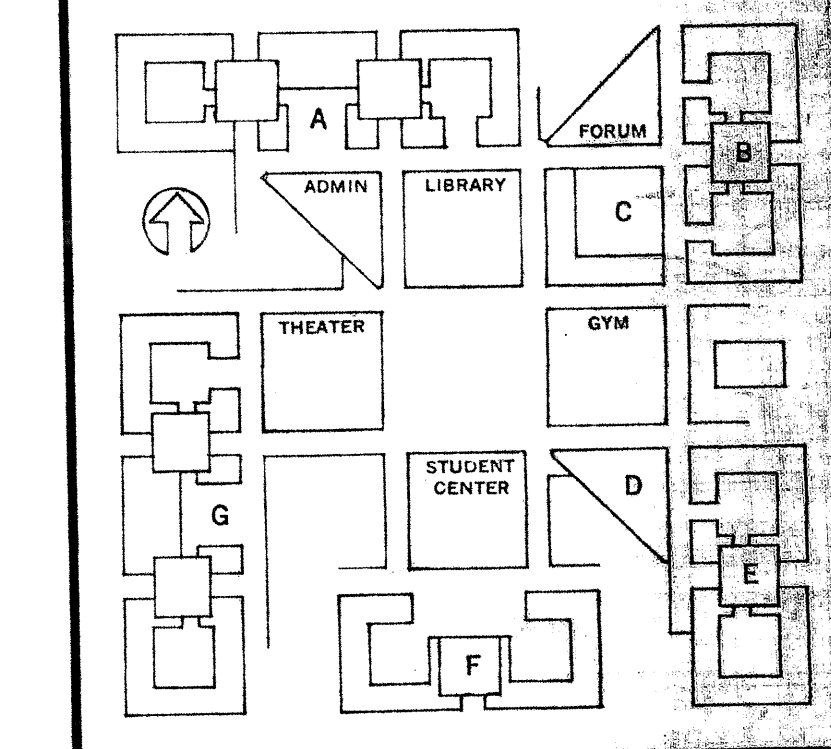 A
FORUM
B
ADMIN
LIBRARY
C
THEATER
GYM
STUDENT
CENTER
D
G
E
F